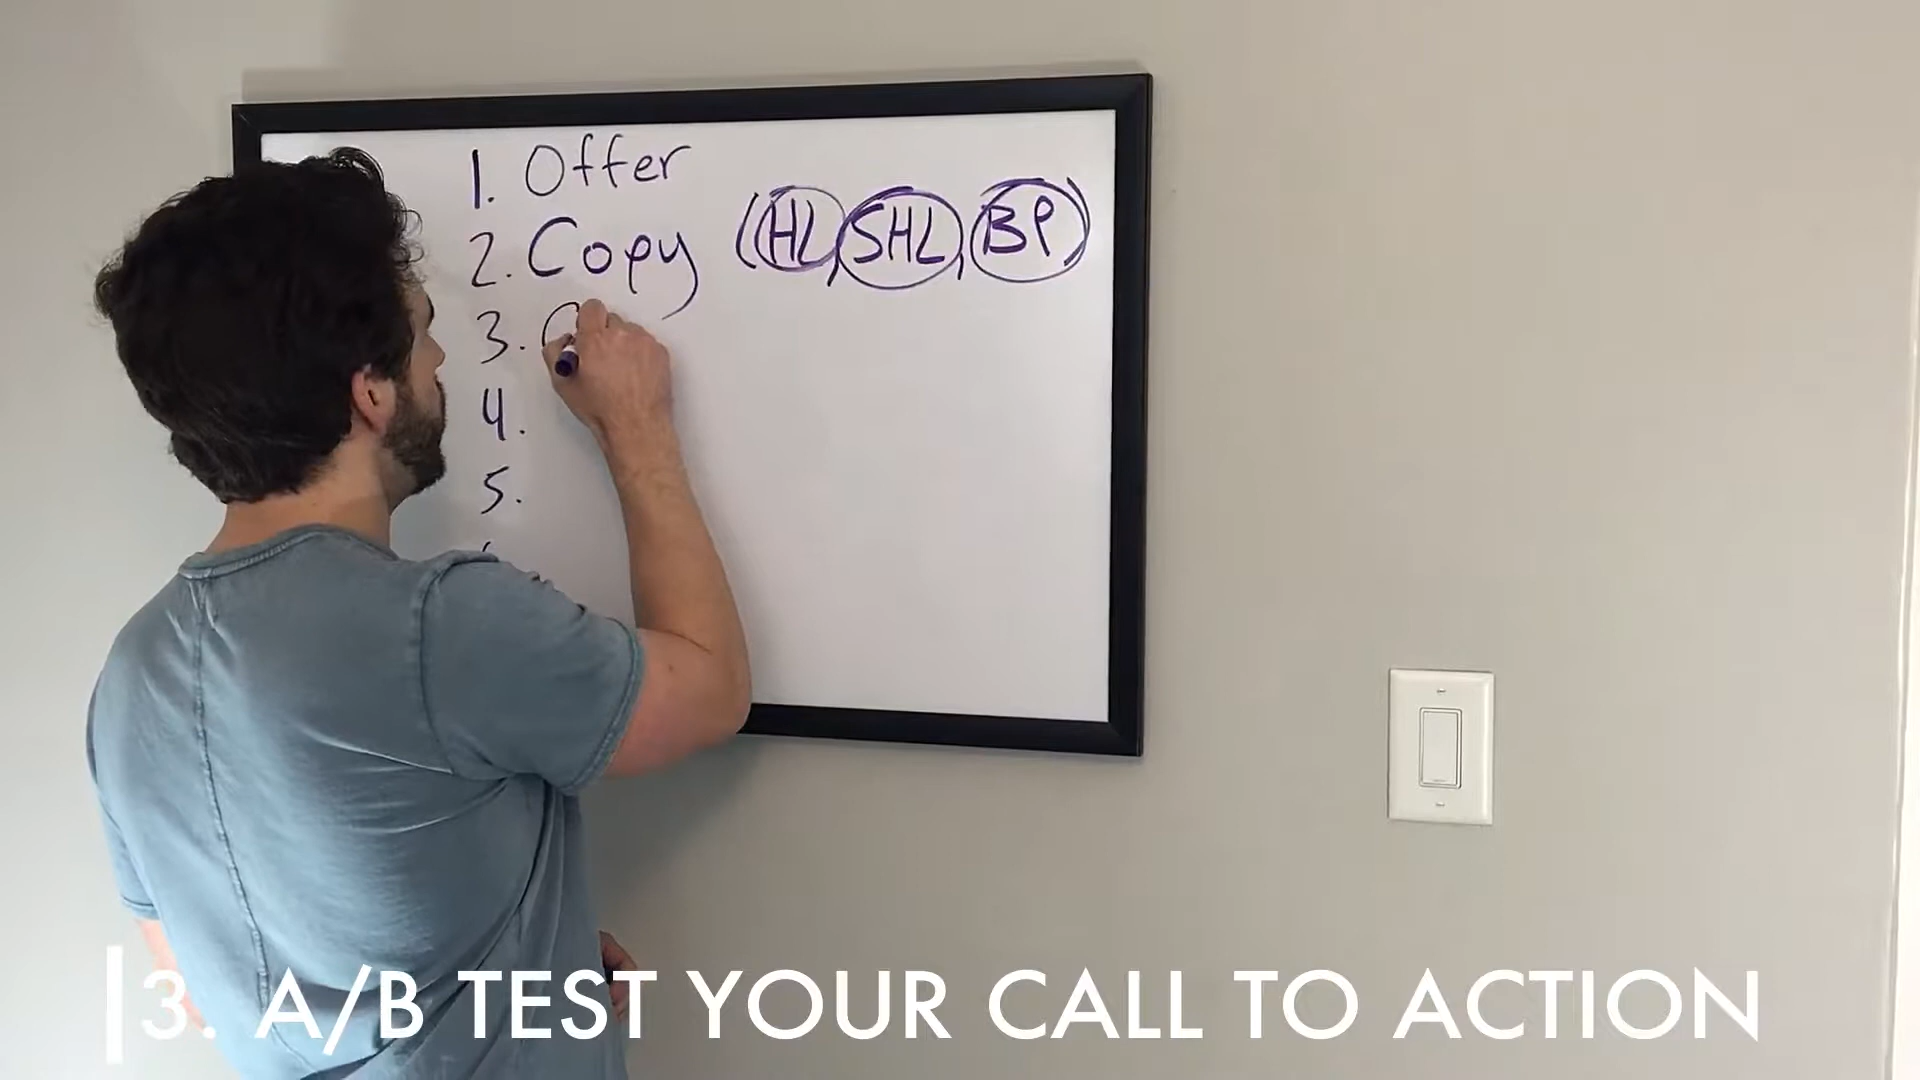 1. Offer
2. Copy (HL, SHL, BP)
3. C
4.
5.
3. A/B TEST YOUR CALL TO ACTION